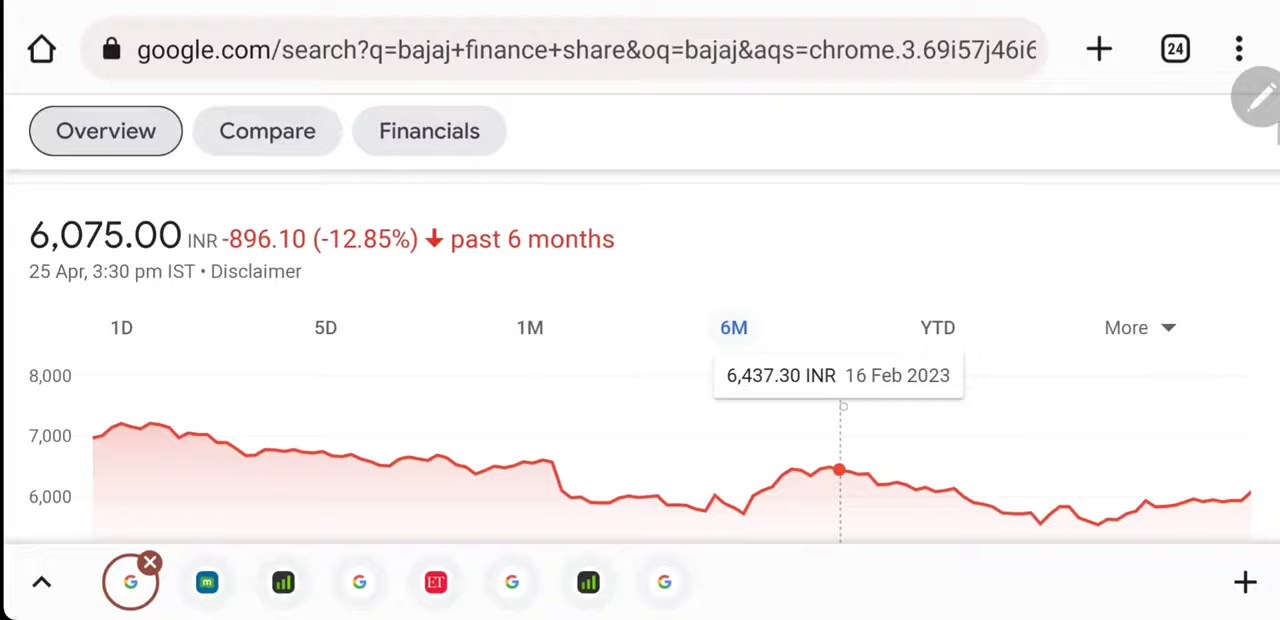 google.com/search?q=bajaj+finance+share&oq=bajaj&aqs=chrome.3.69i57j46i6
24
Overview Compare Financials
6,075.00 INR -896.10 (-12.85%) ↓ past 6 months
25 Apr, 3:30 pm IST • Disclaimer
1D 5D 1M 6M YTD More
6,437.30 INR 16 Feb 2023
8,000
7,000
6,000
G m G ET G G